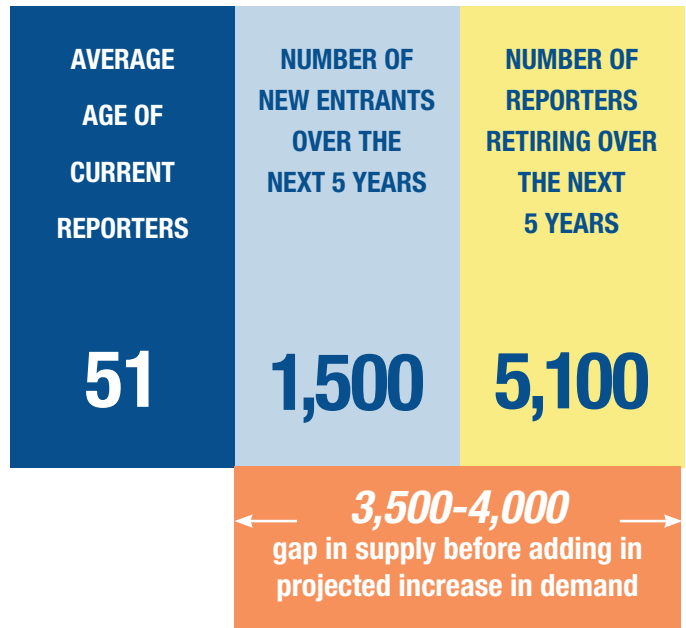 AVERAGE
AGE OF
CURRENT
REPORTERS
51
NUMBER OF
NEW ENTRANTS
OVER THE
NEXT 5 YEARS
1,500
NUMBER OF
REPORTERS
RETIRING OVER
THE NEXT
5 YEARS
5,100
3,500-4,000
gap in supply before adding in
projected increase in demand